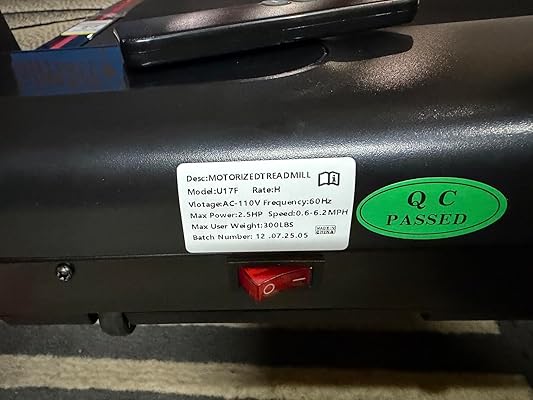 Desc:MOTORIZEDTREADMILL
Model:U17F Rate:H
Vlotage:AC-110V Frequency:60Hz
Max Power:2.5HP Speed:0.6-6.2MPH
Max User Weight:300LBS
Batch Number: 12 .07.25.05
MADE IN
CHINA
Q C
PASSED